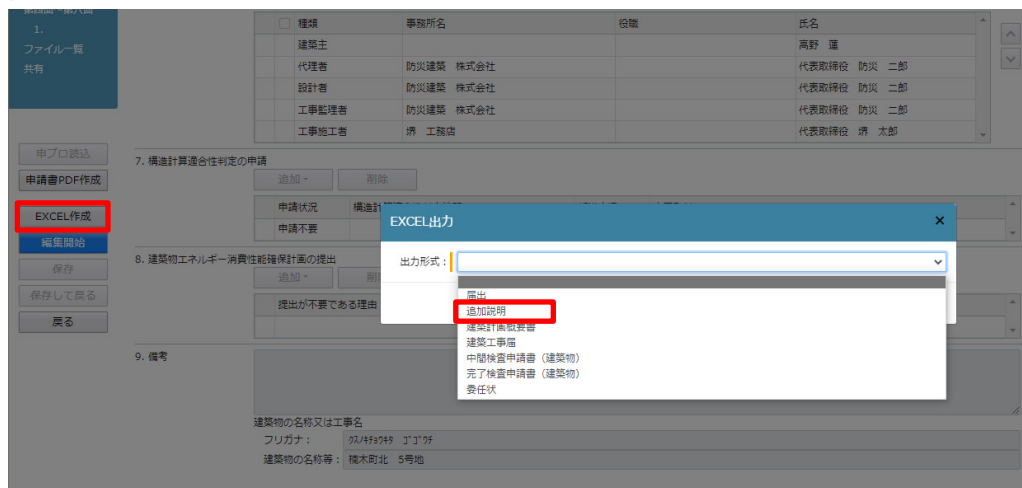 1.
ファイル一覧
共有
申プロ読込
申請書PDF作成
EXCEL作成
編集開始
保存
保存して戻る
戻る
種類 事務所名 役職 氏名
建築主 高野 蓮
代理者 防災建築 株式会社 代表取締役 防災 二郎
設計者 防災建築 株式会社 代表取締役 防災 二郎
工事監理者 防災建築 株式会社 代表取締役 防災 二郎
工事施工者 堺 工務店 代表取締役 堺 太郎
7. 構造計算適合性判定の申請
追加 削除
申請状況 構造計
申請不要
8. 建築物エネルギー消費性能確保計画の提出
追加 削
提出が不要である理由
EXCEL出力 ×
出力形式：
届出
追加説明
建築計画概要書
建築工事届
中間検査申請書（建築物）
完了検査申請書（建築物）
委任状
9. 備考
建築物の名称又は工事名
フリガナ： ｸｽﾉｷﾁｮｳｷﾀ ｺﾞｺﾞｳﾁ
建築物の名称等： 楠木町北 5号地